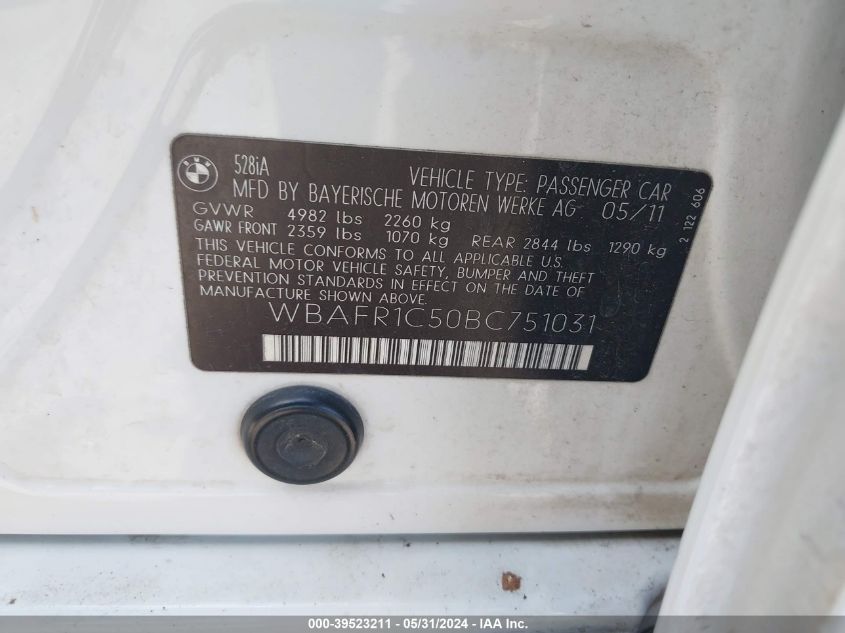 BMW
528iA
VEHICLE TYPE: PASSENGER CAR
MFD BY BAYERISCHE MOTOREN WERKE AG 05/11
GVWR 4982 lbs 2260 kg
GAWR FRONT 2359 lbs 1070 kg REAR 2844 lbs 1290 kg
THIS VEHICLE CONFORMS TO ALL APPLICABLE U.S.
FEDERAL MOTOR VEHICLE SAFETY, BUMPER AND THEFT
PREVENTION STANDARDS IN EFFECT ON THE DATE OF
MANUFACTURE SHOWN ABOVE.
WBAFR1C50BC751031
2 122 606
000-39523211 - 05/31/2024 - IAA Inc.